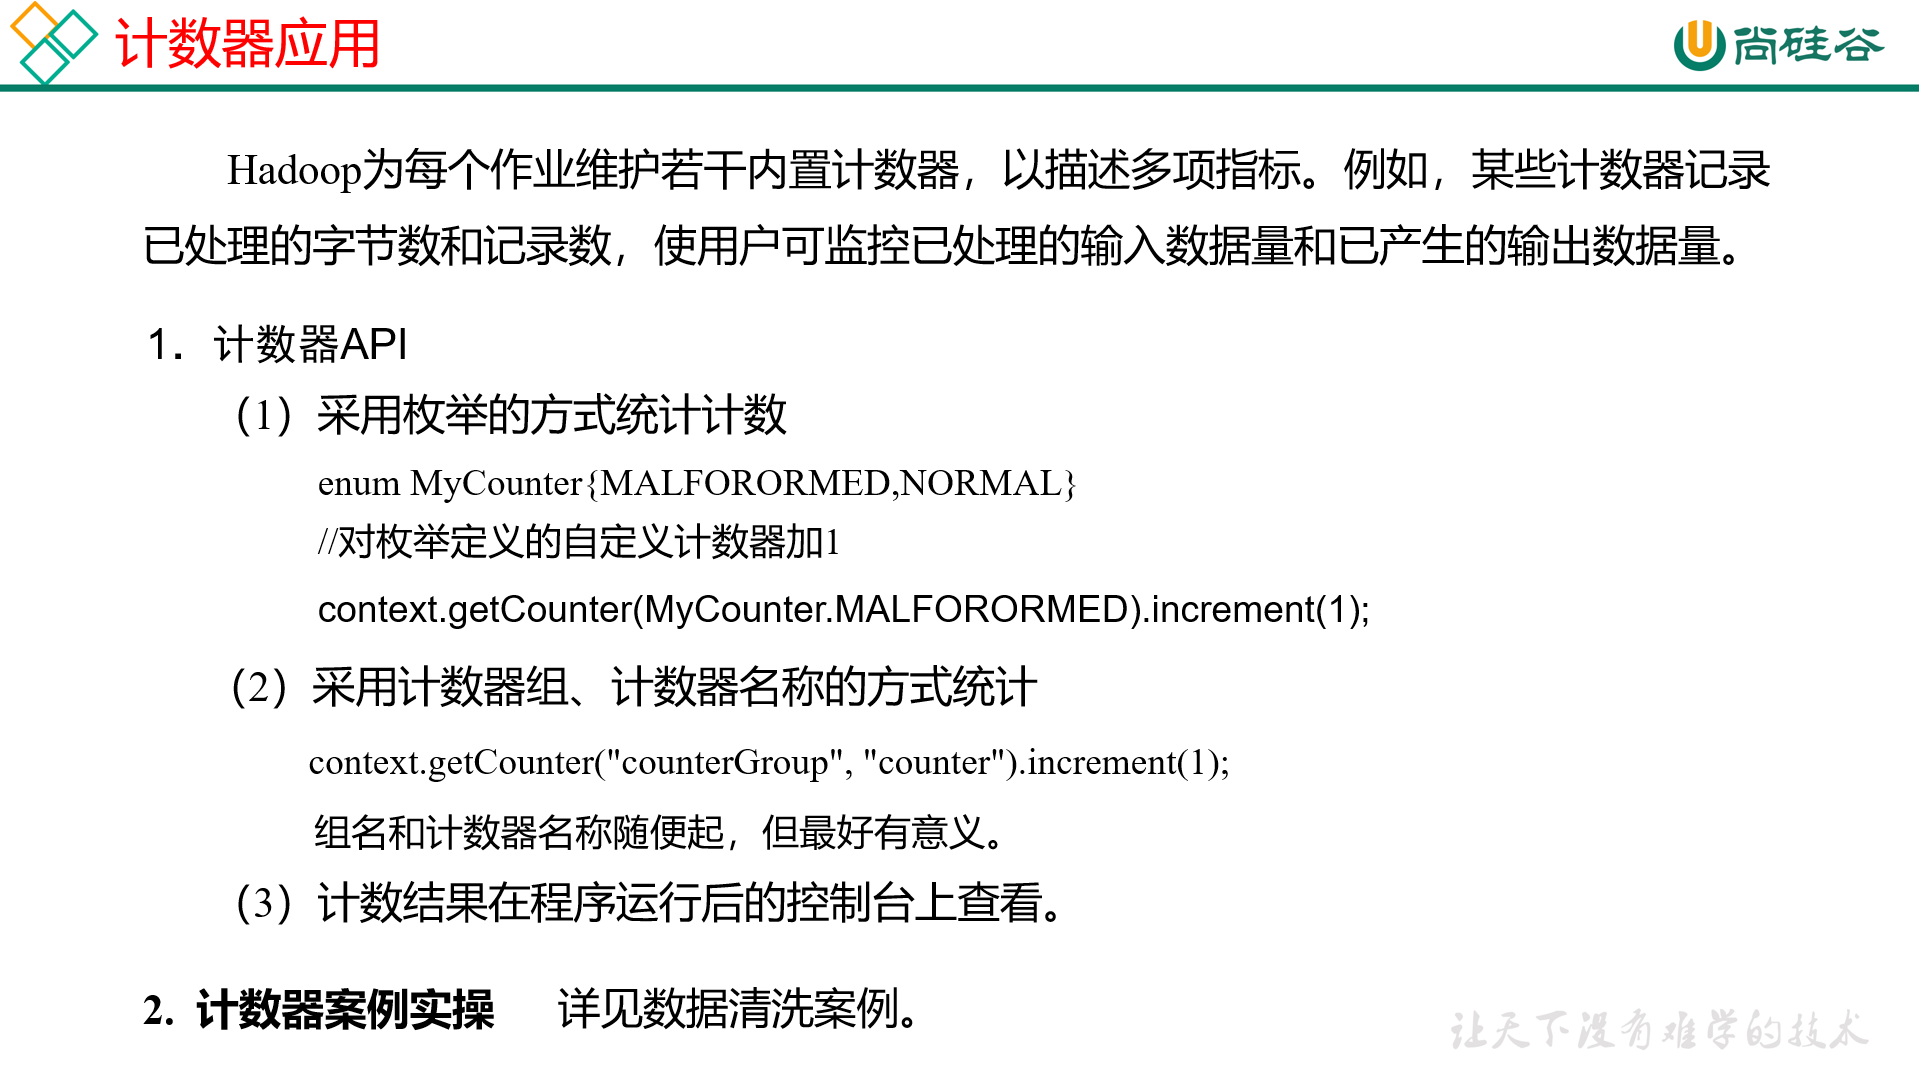 计数器应用
尚硅谷
Hadoop为每个作业维护若干内置计数器，以描述多项指标。例如，某些计数器记录
已处理的字节数和记录数，使用户可监控已处理的输入数据量和已产生的输出数据量。
1．计数器API
（1）采用枚举的方式统计计数
enum MyCounter{MALFORORMED,NORMAL}
//对枚举定义的自定义计数器加1
context.getCounter(MyCounter.MALFORORMED).increment(1);
（2）采用计数器组、计数器名称的方式统计
context.getCounter("counterGroup", "counter").increment(1);
组名和计数器名称随便起，但最好有意义。
（3）计数结果在程序运行后的控制台上查看。
2. 计数器案例实操 详见数据清洗案例。
让天下没有难学的技术